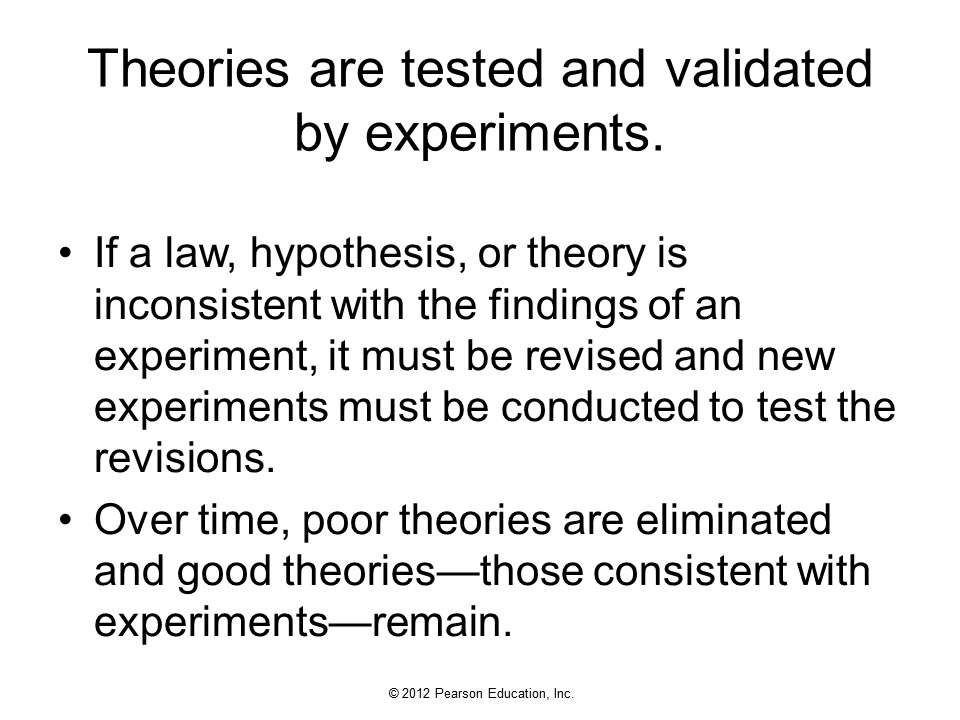 Theories are tested and validated
by experiments.
• If a law, hypothesis, or theory is
inconsistent with the findings of an
experiment, it must be revised and new
experiments must be conducted to test the
revisions.
• Over time, poor theories are eliminated
and good theories—those consistent with
experiments—remain.
© 2012 Pearson Education, Inc.